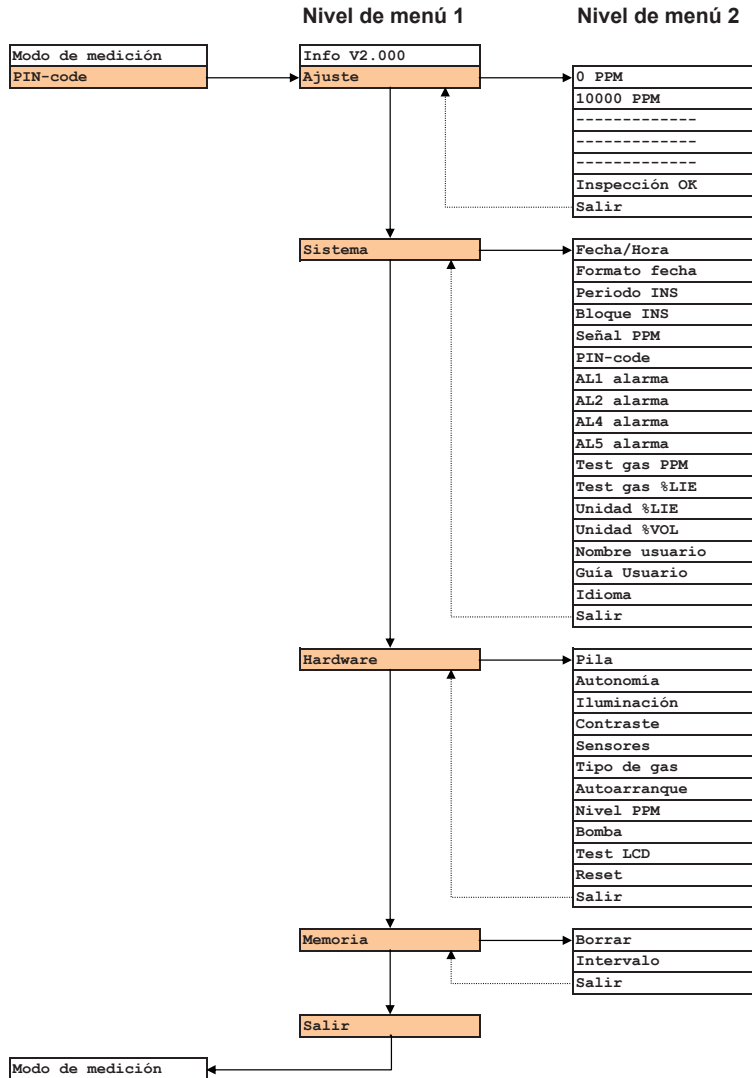 Nivel de menú 1
Nivel de menú 2
Modo de medición
PIN-code
Info V2.000
Ajuste
0 PPM
10000 PPM
-------------
-------------
-------------
Inspección OK
Salir
Sistema
Fecha/Hora
Formato fecha
Periodo INS
Bloque INS
Señal PPM
PIN-code
AL1 alarma
AL2 alarma
AL4 alarma
AL5 alarma
Test gas PPM
Test gas %LIE
Unidad %LIE
Unidad %VOL
Nombre usuario
Guía Usuario
Idioma
Salir
Hardware
Pila
Autonomía
Iluminación
Contraste
Sensores
Tipo de gas
Autoarranque
Nivel PPM
Bomba
Test LCD
Reset
Salir
Memoria
Borrar
Intervalo
Salir
Salir
Modo de medición